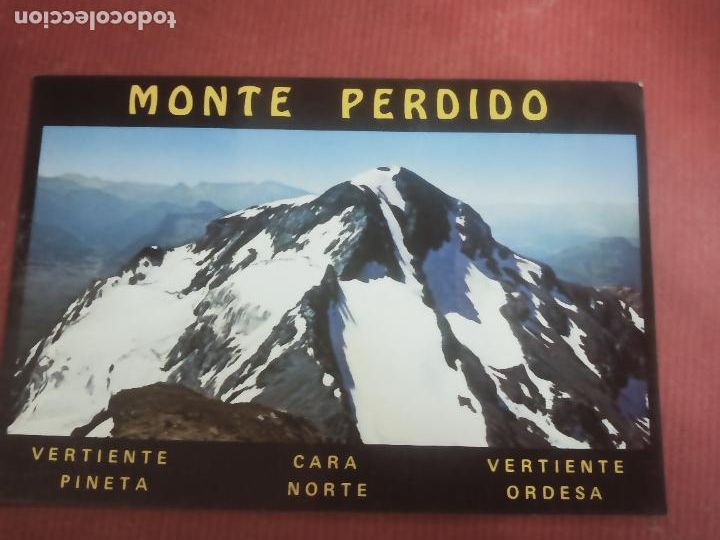 todocoleccion
MONTE PERDIDO
VERTIENTE
PINETA
CARA
NORTE
VERTIENTE
ORDESA